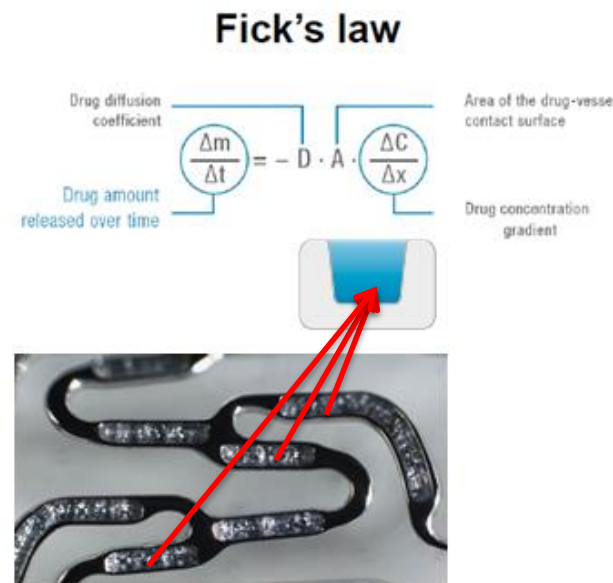 Fick's law
Drug diffusion
coefficient
Area of the drug-vesse
contact surface
Δm
Δt
= - D · A ·
ΔC
Δx
Drug amount
released over time
Drug concentration
gradient